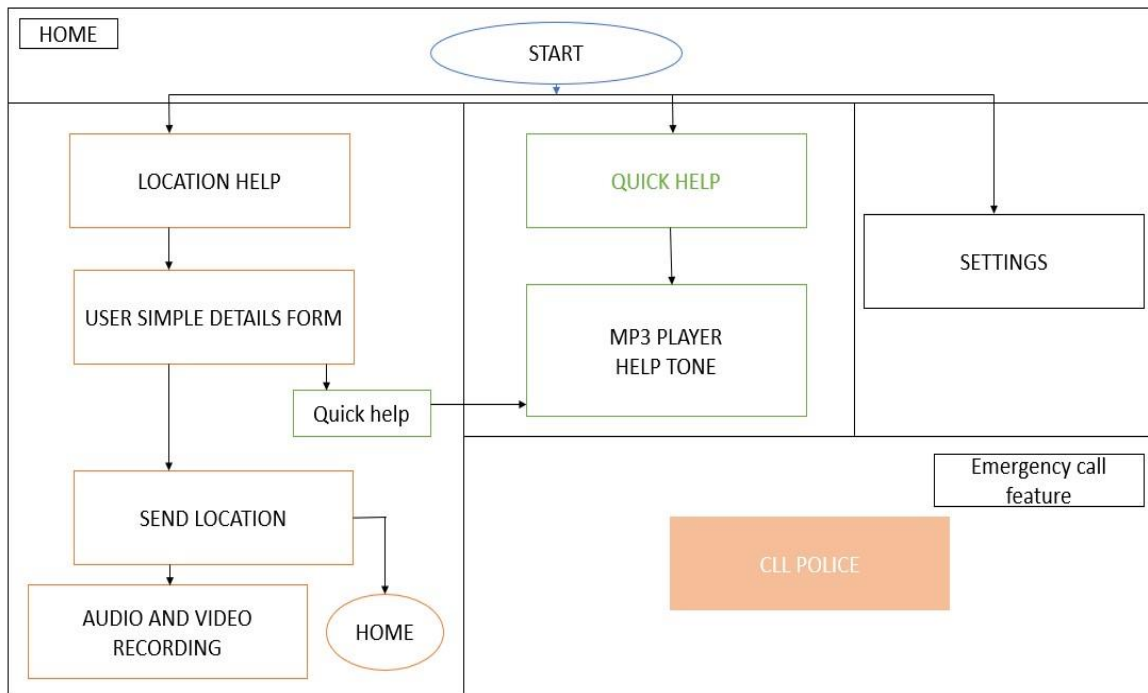 HOME
START
LOCATION HELP
QUICK HELP
SETTINGS
USER SIMPLE DETAILS FORM
MP3 PLAYER
HELP TONE
Quick help
Emergency call
feature
SEND LOCATION
CLL POLICE
AUDIO AND VIDEO
RECORDING
HOME